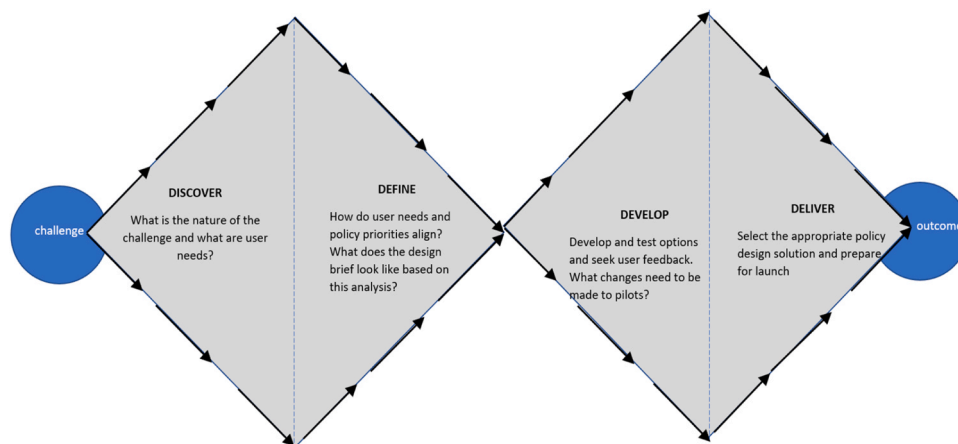 challenge
DISCOVER
What is the nature of the
challenge and what are user
needs?
DEFINE
How do user needs and
policy priorities align?
What does the design
brief look like based on
this analysis?
DEVELOP
Develop and test options
and seek user feedback.
What changes need to be
made to pilots?
DELIVER
Select the appropriate policy
design solution and prepare
for launch
outcome